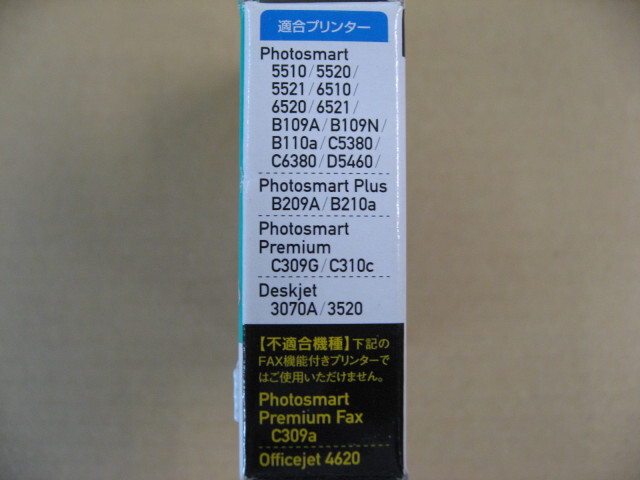 適合プリンター
Photosmart
5510/5520/
5521/6510/
6520/6521/
B109A/B109N/
B110a/C5380/
C6380/D5460/
Photosmart Plus
B209A/B210a
Photosmart
Premium
C309G/C310c
Deskjet
3070A/3520
【不適合機種】下記の
FAX機能付きプリンターで
はご使用いただけません。
Photosmart
Premium Fax
C309a
Officejet 4620